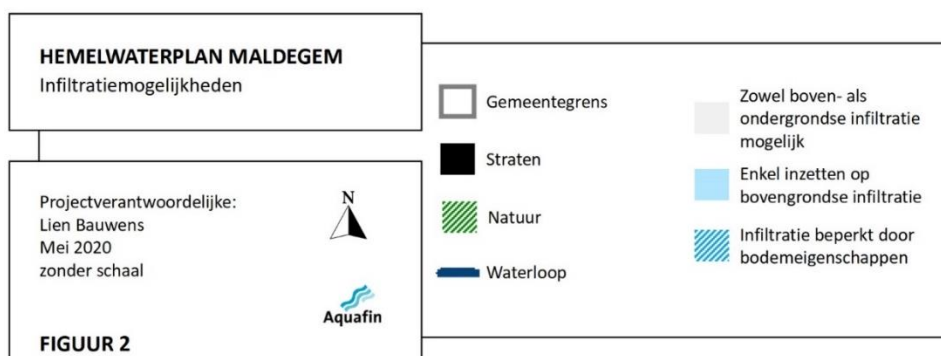 HEMELWATERPLAN MALDEGEM
Infiltratiemogelijkheden
Projectverantwoordelijke:
Lien Bauwens
Mei 2020
zonder schaal
N
Aquafin
FIGUUR 2
Gemeentegrens
Straten
Natuur
Waterloop
Zowel boven- als
ondergrondse infiltratie
mogelijk
Enkel inzetten op
bovengrondse infiltratie
Infiltratie beperkt door
bodemeigenschappen